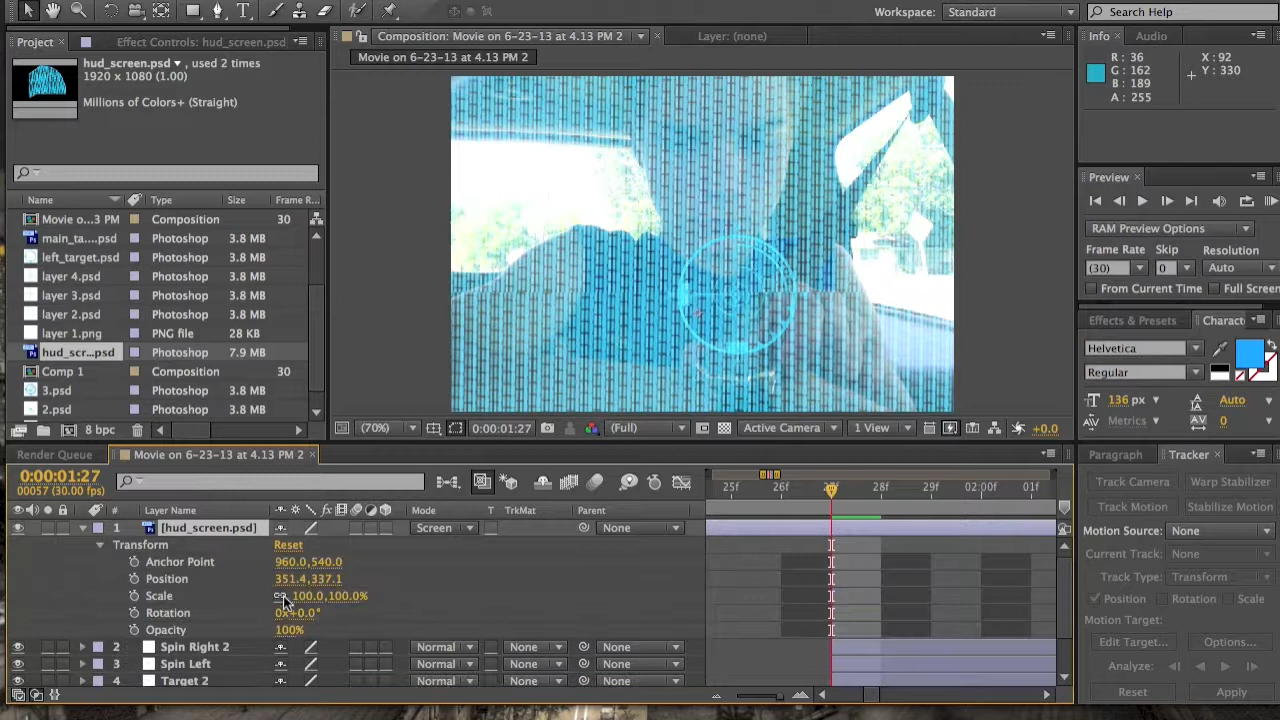 Workspace: Standard
Search Help
Project
Effect Controls: hud_screen.psd
Composition: Movie on 6-23-13 at 4.13 PM 2
Layer: (none)
Info
Audio
Movie on 6-23-13 at 4.13 PM 2
hud_screen.psd , used 2 times
1920 x 1080 (1.00)
Millions of Colors+ (Straight)
R : 36
G : 162
B : 189
A : 255
X : 92
Y : 330
Preview
RAM Preview Options
Frame Rate Skip Resolution
(30) 0 Auto
From Current Time Full Screen
Name Type Size Frame R...
Movie o...3 PM Composition 30
main_ta....psd Photoshop 3.8 MB
left_target.psd Photoshop 3.8 MB
layer 4.psd Photoshop 3.8 MB
layer 3.psd Photoshop 3.8 MB
layer 2.psd Photoshop 3.8 MB
layer 1.png PNG file 28 KB
hud_scr...psd Photoshop 7.9 MB
Comp 1 Composition 30
3.psd Photoshop 3.8 MB
2.psd Photoshop 3.8 MB
8 bpc
Effects & Presets
Charact
Helvetica
Regular
136 px
Auto
Metrics
0
(70%)
0:00:01:27
(Full)
Active Camera
1 View
+0.0
Render Queue
Movie on 6-23-13 at 4.13 PM 2
0:00:01:27
00057 (30.00 fps)
25f 26f 27f 28f 29f 02:00f 01f
# Layer Name fx Mode T TrkMat Parent
1 [hud_screen.psd] Screen None
Transform Reset
Anchor Point 960.0,540.0
Position 351.4,337.1
Scale 100.0,100.0%
Rotation 0x+0.0°
Opacity 100%
2 Spin Right 2 Normal None None
3 Spin Left Normal None None
4 Target 2 Normal None None
Paragraph
Tracker
Track Camera Warp Stabilizer
Track Motion Stabilize Motion
Motion Source: None
Current Track: None
Track Type: Transform
Position Rotation Scale
Motion Target:
Edit Target... Options...
Analyze:
Reset Apply